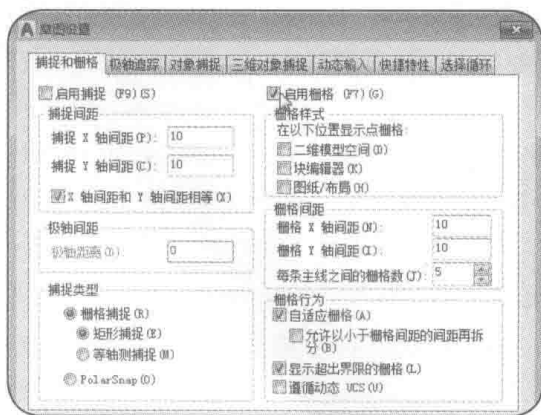 草图设置
捕捉和栅格 极轴追踪 对象捕捉 三维对象捕捉 动态输入 快捷特性 选择循环
启用捕捉 (F9)(S)
捕捉间距
捕捉 X 轴间距(P): 10
捕捉 Y 轴间距(C): 10
X 轴间距和 Y 轴间距相等(X)
极轴间距
极轴距离(D): 0
捕捉类型
栅格捕捉(R)
矩形捕捉(E)
等轴测捕捉(M)
PolarSnap(O)
启用栅格 (F7)(G)
栅格样式
在以下位置显示点栅格:
二维模型空间(D)
块编辑器(K)
图纸/布局(H)
栅格间距
栅格 X 轴间距(N): 10
栅格 Y 轴间距(I): 10
每条主线之间的栅格数(J): 5
栅格行为
自适应栅格(A)
允许以小于栅格间距的间距再拆
分(B)
显示超出界限的栅格(L)
遵循动态 UCS(U)